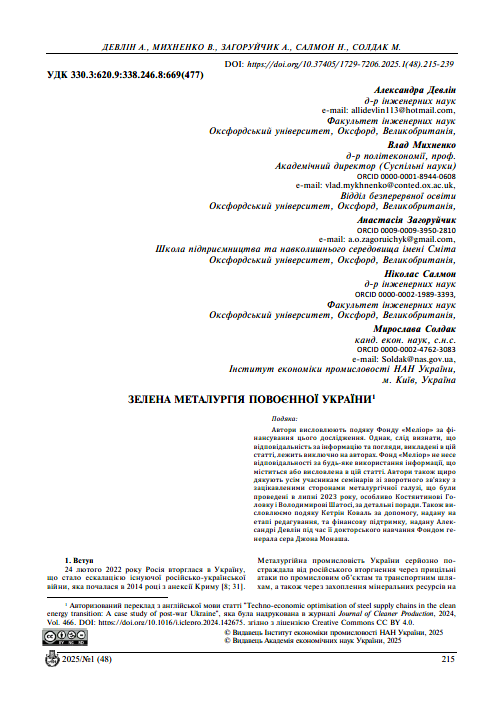 ДЕВЛІН А., МИХНЕНКО В., ЗАГОРУЙЧИК А., САЛМОН Н., СОЛДАК М.
DOI: https://doi.org/10.37405/1729-7206.2025.1(48).215-239
УДК 330.3:620.9:338.246.8:669(477)
Александра Девлін
д-р інженерних наук
e-mail: allidevlin113@hotmail.com,
Факультет інженерних наук
Оксфордський університет, Оксфорд, Великобританія,
Влад Михненко
д-р політекономії, проф.
Академічний директор (Суспільні науки)
ORCID 0000-0001-8944-0608
e-mail: vlad.mykhnenko@conted.ox.ac.uk,
Відділ безперервної освіти
Оксфордський університет, Оксфорд, Великобританія,
Анастасія Загоруйчик
ORCID 0009-0009-3950-2810
e-mail: a.o.zagoruichyk@gmail.com,
Школа підприємництва та навколишнього середовища імені Сміта
Оксфордський університет, Оксфорд, Великобританія,
Ніколас Салмон
д-р інженерних наук
ORCID 0000-0002-1989-3393,
Факультет інженерних наук
Оксфордський університет, Оксфорд, Великобританія,
Мирослава Солдак
канд. екон. наук, с.н.с.
ORCID 0000-0002-4762-3083
e-mail: Soldak@nas.gov.ua,
Інститут економіки промисловості НАН України,
м. Київ, Україна
ЗЕЛЕНА МЕТАЛУРГІЯ ПОВОЄННОЇ УКРАЇНИ¹
Подяка:
Автори висловлюють подяку Фонду «Меліор» за фі-
нансування цього дослідження. Однак, слід визнати, що
відповідальність за інформацію та погляди, викладені в цій
статті, лежить виключно на авторах. Фонд «Меліор» не несе
відповідальності за будь-яке використання інформації, що
міститься або висловлена в цій статті. Автори також щиро
дякують усім учасникам семінарів зі зворотного зв'язку з
зацікавленими сторонами металургійної галузі, що були
проведені в липні 2023 року, особливо Костянтинові Го-
ловку і Володимирові Шатосі, за детальні поради. Також ви-
словлюємо подяку Кетрін Коваль за допомогу, надану на
етапі редагування, та фінансову підтримку, надану Алек-
сандрі Девлін під час її докторського навчання Фондом ге-
нерала сера Джона Монаша.
1. Вступ
24 лютого 2022 року Росія вторглася в Україну,
що стало ескалацією існуючої російсько-української
війни, яка почалася в 2014 році з анексії Криму [8; 31].
Металургійна промисловість України серйозно по-
страждала від російського вторгнення через прицільні
атаки по промисловим об'єктам та транспортним шля-
хам, а також через захоплення мінеральних ресурсів на
¹ Авторизований переклад з англійської мови статті "Techno-economic optimisation of steel supply chains in the clean
energy transition: A case study of post-war Ukraine", яка була надрукована в журналі Journal of Cleaner Production, 2024,
Vol. 466. DOI: https://doi.org/10.1016/j.jclepro.2024.142675. згідно з ліцензією Creative Commons CC BY 4.0.
© Видавець Інститут економіки промисловості НАН України, 2025
© Видавець Академія економічних наук України, 2025
2025/№1 (48)
215